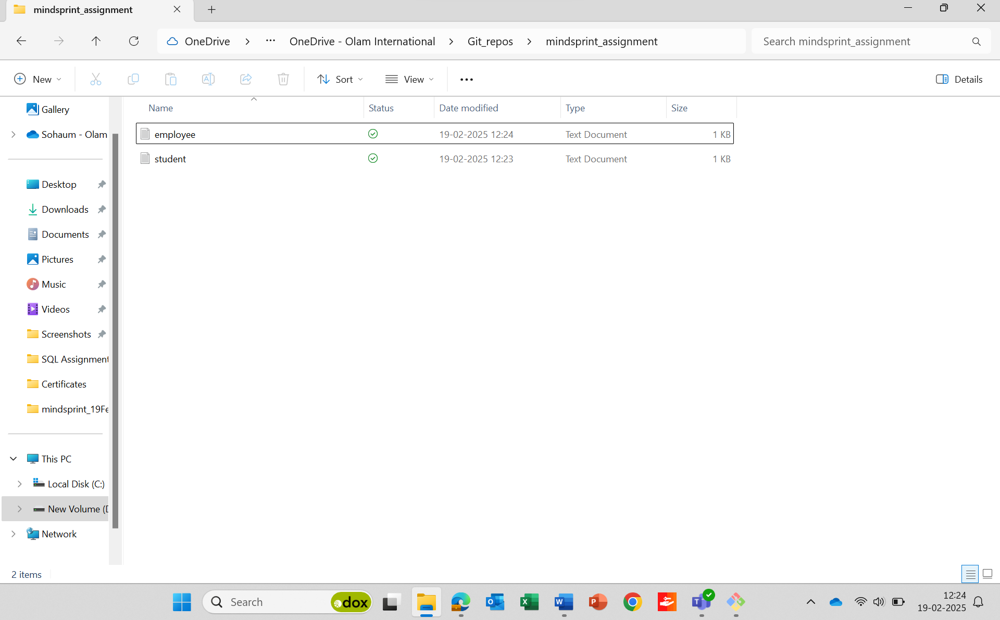 mindsprint_assignment
OneDrive
OneDrive - Olam International
Git_repos
mindsprint_assignment
Search mindsprint_assignment
New
Sort
View
Details
Name
Status
Date modified
Type
Size
employee
19-02-2025 12:24
Text Document
1 KB
student
19-02-2025 12:23
Text Document
1 KB
Gallery
Sohaum - Olam
Desktop
Downloads
Documents
Pictures
Music
Videos
Screenshots
SQL Assignment
Certificates
mindsprint_19Fe
This PC
Local Disk (C:)
New Volume (D
Network
2 items
Search
dox
12:24
19-02-2025